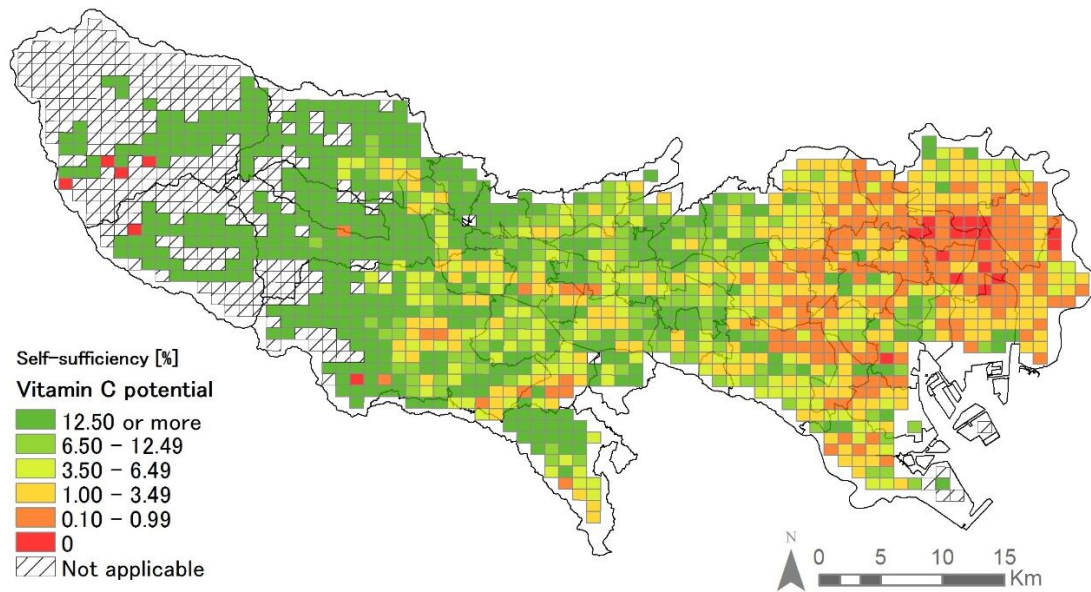 Self-sufficiency [%]
Vitamin C potential
12.50 or more
6.50 - 12.49
3.50 - 6.49
1.00 - 3.49
0.10 - 0.99
0
Not applicable
N
0 5 10 15
Km